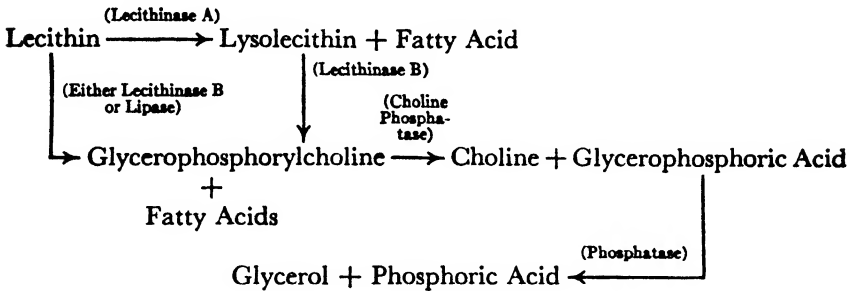 (Lecithinase A)
Lecithin Lysolecithin + Fatty Acid
(Lecithinase B)
(Either Lecithinase B
or Lipase)
(Choline
Phospha-
tase)
Glycerophosphorylcholine Choline + Glycerophosphoric Acid
+
Fatty Acids
(Phosphatase)
Glycerol + Phosphoric Acid